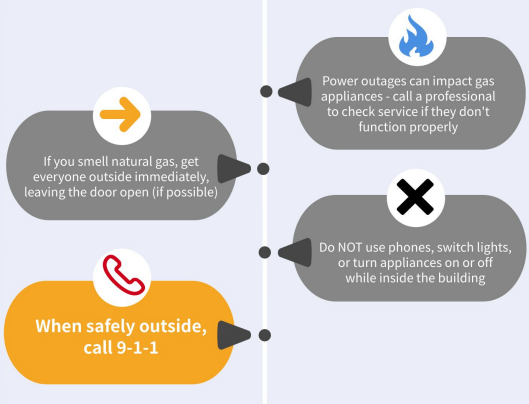 Power outages can impact gas
appliances - call a professional
to check service if they don't
function properly
If you smell natural gas, get
everyone outside immediately,
leaving the door open (if possible)
Do NOT use phones, switch lights,
or turn appliances on or off
while inside the building
When safely outside,
call 9-1-1